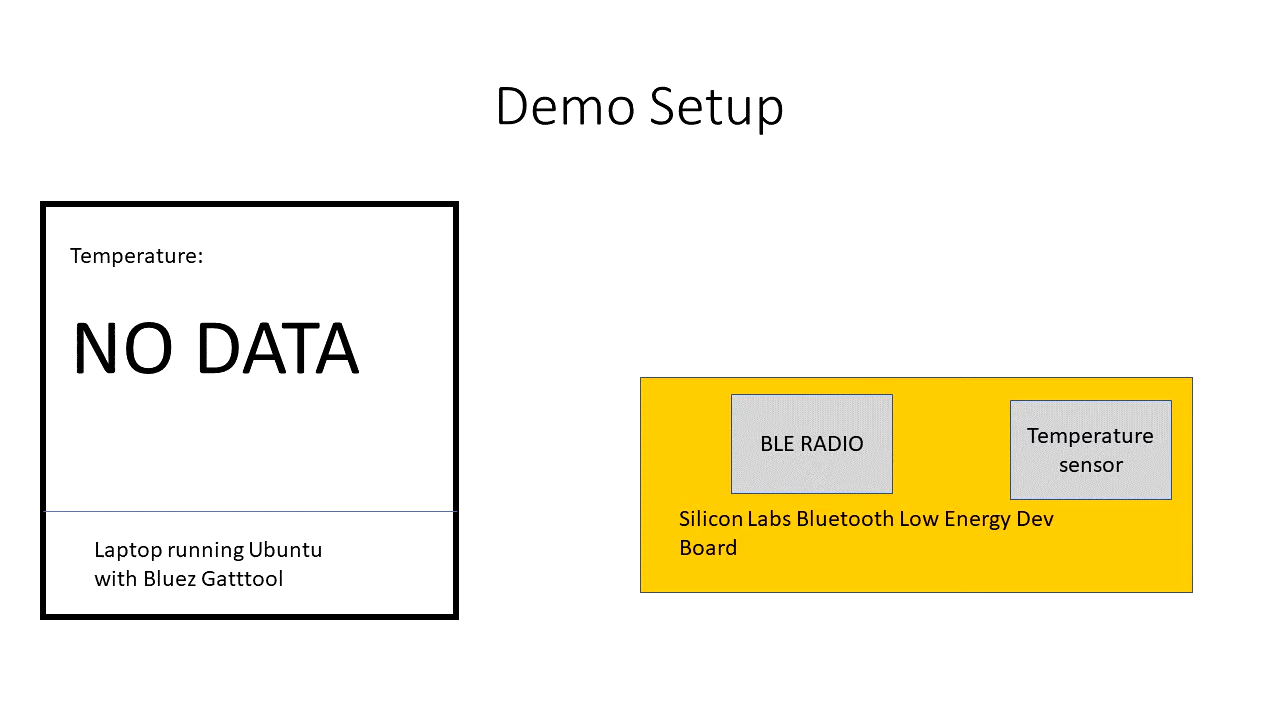 Demo Setup
Temperature:
NO DATA
Laptop running Ubuntu
with Bluez Gatttool
BLE RADIO
Temperature
sensor
Silicon Labs Bluetooth Low Energy Dev
Board